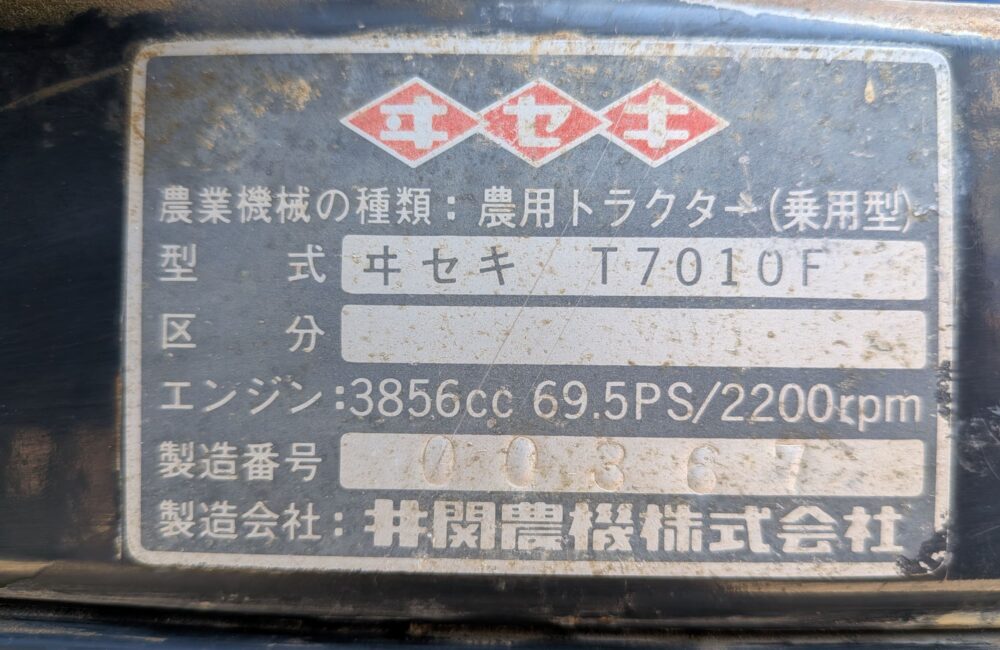 ヰセキ
農業機械の種類：農用トラクター(乗用型)
型 式 ヰセキ T7010F
区 分
エンジン:3856cc 69.5PS/2200rpm
製造番号 00367
製造会社：井関農機株式会社